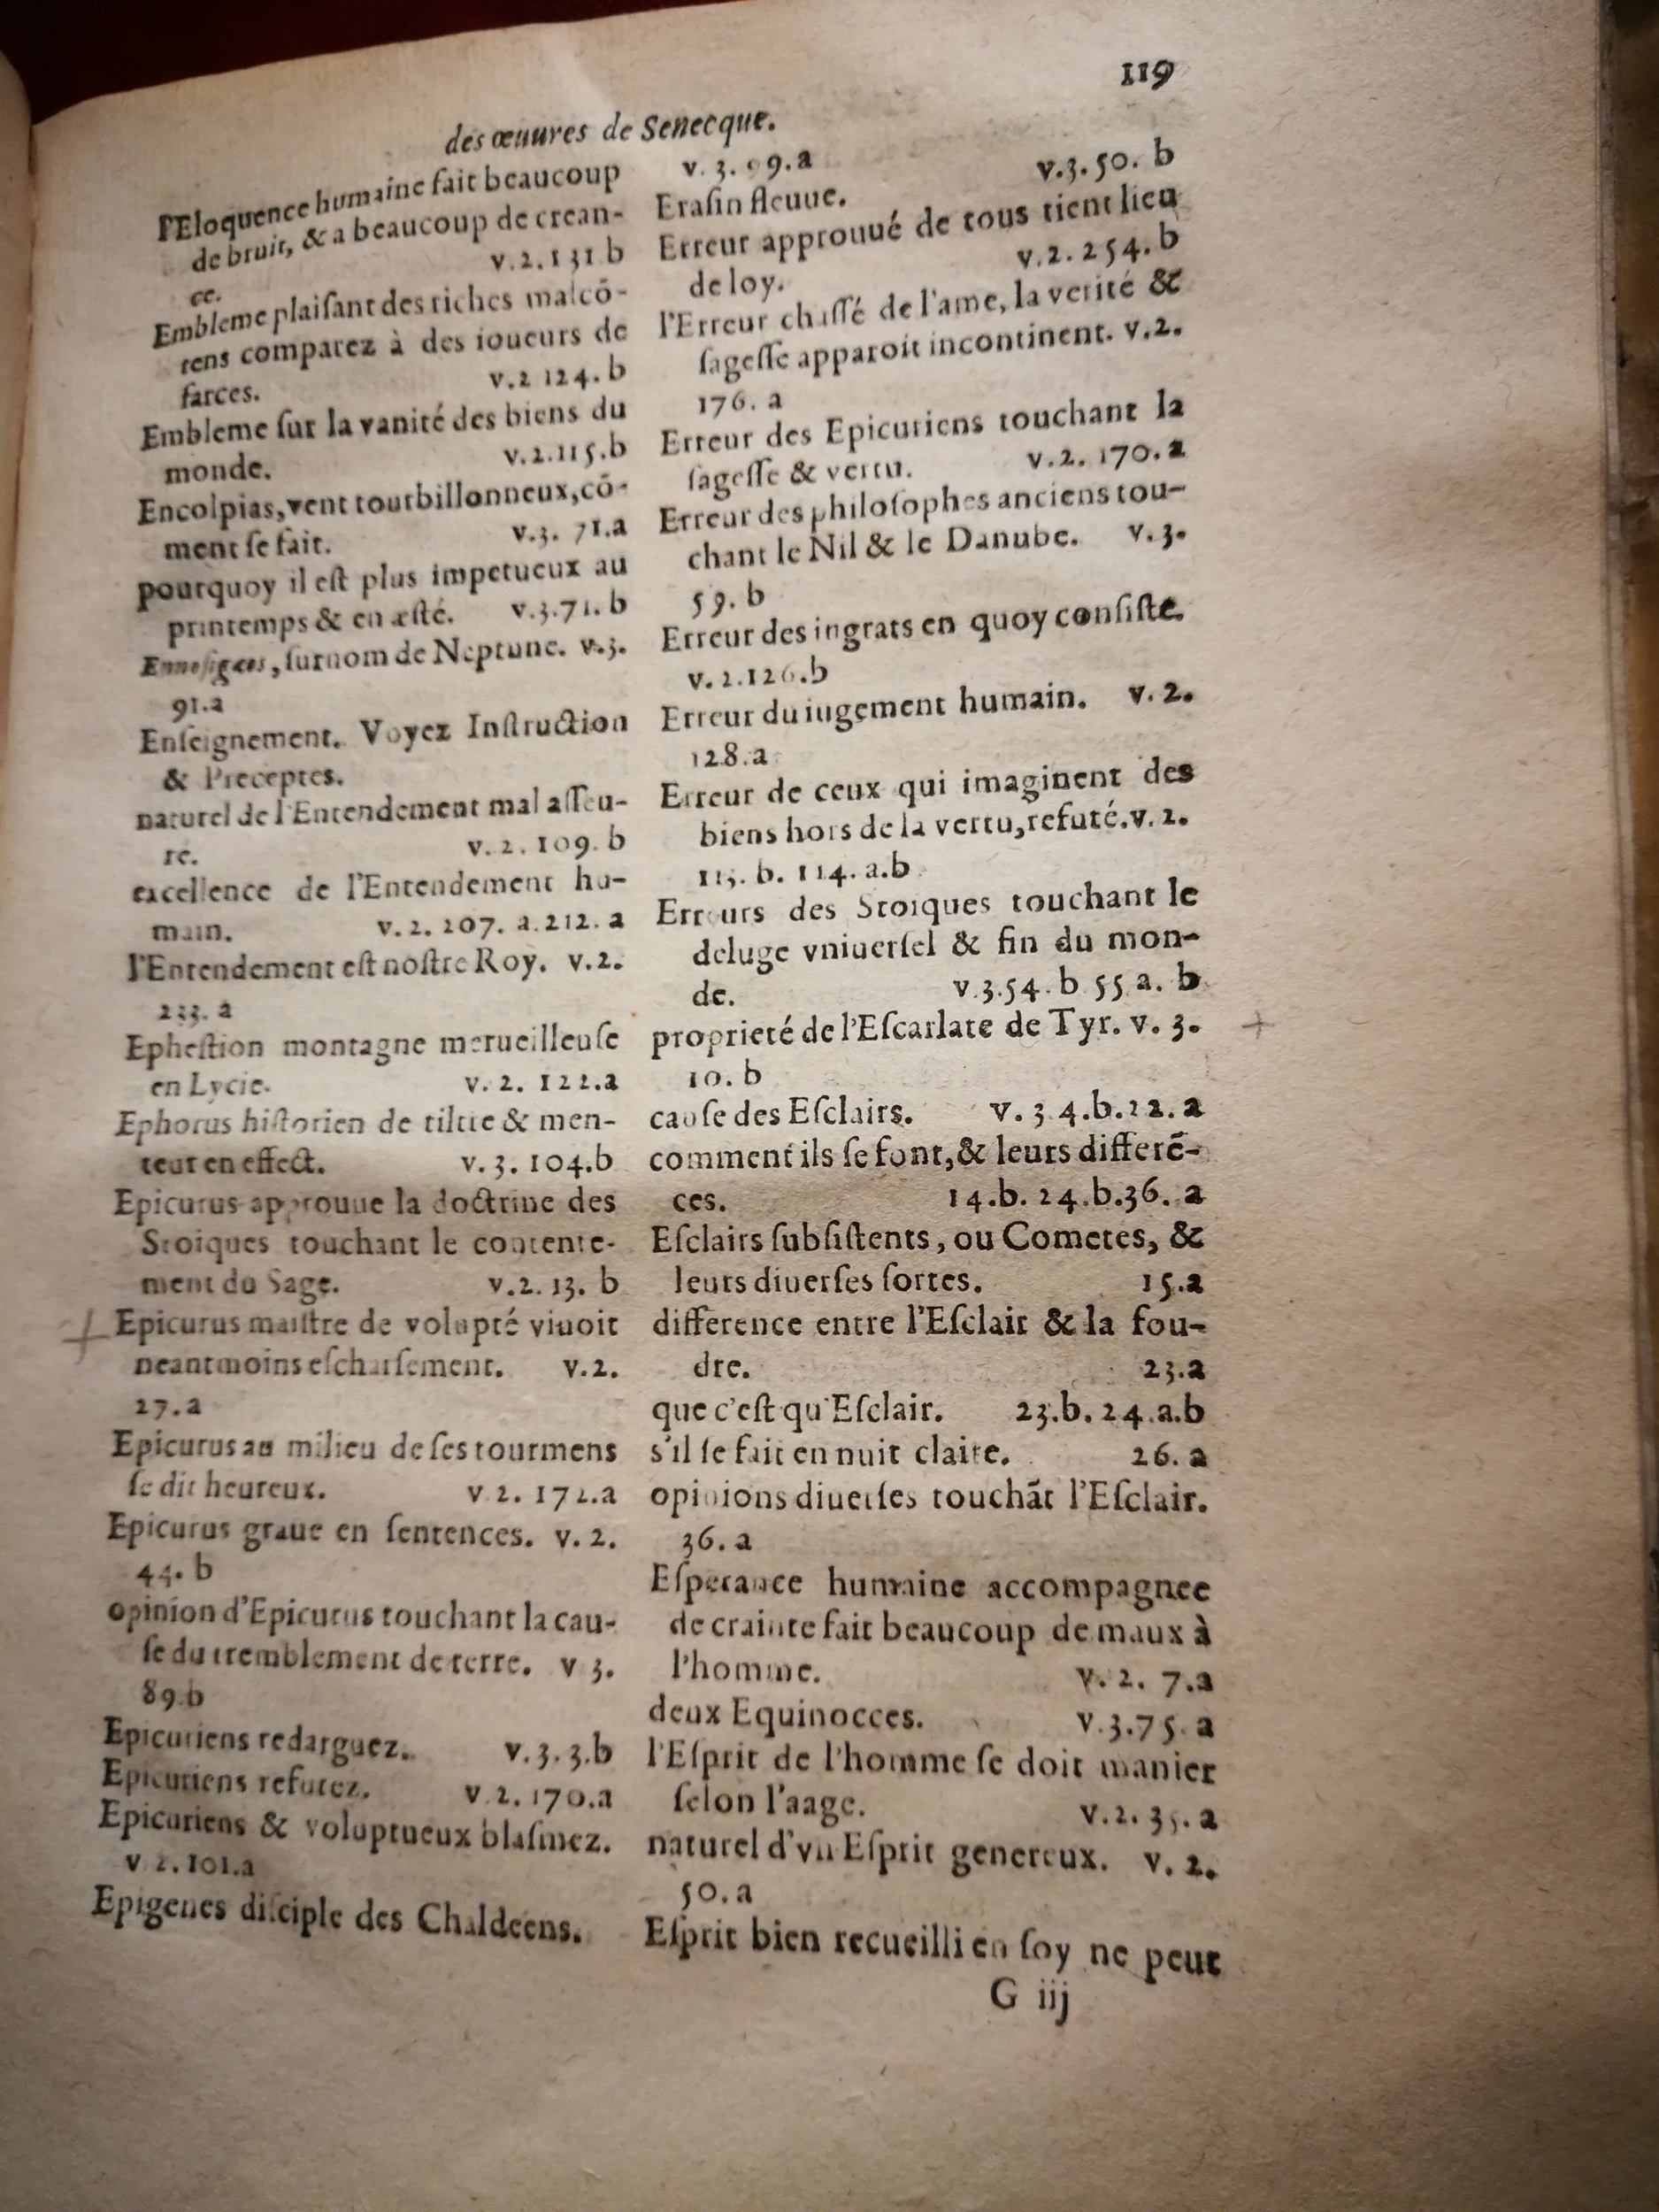 119
des œuures de Senecque.
l'Eloquence humaine fait beaucoup
de bruit, & a beaucoup de crean-
ce. v.2.131 b
Embleme plaiſant des riches malcō-
tens comparez à des ioueurs de
farces. v.2 124. b
Embleme ſur la vanité des biens du
monde. v.2.115.b
Encolpias, vent tourbillonneux, cō-
ment ſe fait. v.3. 71.a
pourquoy il eſt plus impetueux au
printemps & en æſté. v.3.71. b
Ennoſigæos, ſurnom de Neptune. v.3.
91.a
Enſeignement. Voyez Inſtruction
& Preceptes.
naturel de l'Entendement mal aſſeu-
ré. v. 2. 109. b
excellence de l'Entendement hu-
main. v. 2. 207. a. 212. a
l'Entendement eſt noſtre Roy. v.2.
233. a
Epheſtion montagne merueilleuſe
en Lycie. v. 2. 122.a
Ephorus hiſtorien de tiltre & men-
teur en effect. v. 3. 104.b
Epicurus approuue la doctrine des
Stoiques touchant le contente-
ment du Sage. v.2. 13. b
Epicurus maiſtre de volupté viuoit
neantmoins eſcharſement. v.2.
27.a
Epicurus au milieu de ſes tourmens
ſe dit heureux. v 2. 172.a
Epicurus graue en ſentences. v. 2.
44. b
opinion d'Epicurus touchant la cau-
ſe du tremblement de terre. v 3.
89.b
Epicuriens redarguez. v.3.3.b
Epicuriens refutez. v 2. 170.a
Epicuriens & voluptueux blaſmez.
v 2.101.a
Epigenes diſciple des Chaldeens.
v. 3. 99.a
Eraſin fleuue. v.3.50. b
Erreur approuué de tous tient lieu
de loy. v.2. 254. b
l'Erreur chaſſé de l'ame, la verité &
ſageſſe apparoit incontinent. v.2.
176. a
Erreur des Epicuriens touchant la
ſageſſe & vertu. v.2. 170.a
Erreur des philoſophes anciens tou-
chant le Nil & le Danube. v.3.
59. b
Erreur des ingrats en quoy conſiſte.
v. 2.126.b
Erreur du iugement humain. v. 2.
128.a
Erreur de ceux qui imaginent des
biens hors de la vertu, refuté. v. 2.
113. b. 114. a.b
Erreurs des Stoiques touchant le
deluge vniuerſel & fin du mon-
de. v.3.54. b 55 a. b
proprieté de l'Eſcarlate de Tyr. v. 3.
10. b
cauſe des Eſclairs. v. 3 4.b.22. a
comment ils ſe font, & leurs differē-
ces. 14.b. 24.b.36. a
Eſclairs ſubſiſtents, ou Cometes, &
leurs diuerſes ſortes. 15.a
difference entre l'Eſclair & la fou-
dre. 23.a
que c'eſt qu'Eſclair. 23.b. 24.a.b
s'il ſe fait en nuit claire. 26. a
opinions diuerſes touchāt l'Eſclair.
36. a
Eſperance humaine accompagnee
de crainte fait beaucoup de maux à
l'homme. v. 2. 7.a
deux Equinocces. v.3.75. a
l'Eſprit de l'homme ſe doit manier
ſelon l'aage. v.2. 35. a
naturel d'vn Eſprit genereux. v. 2.
50. a
Eſprit bien recueilli en ſoy ne peut
G iij